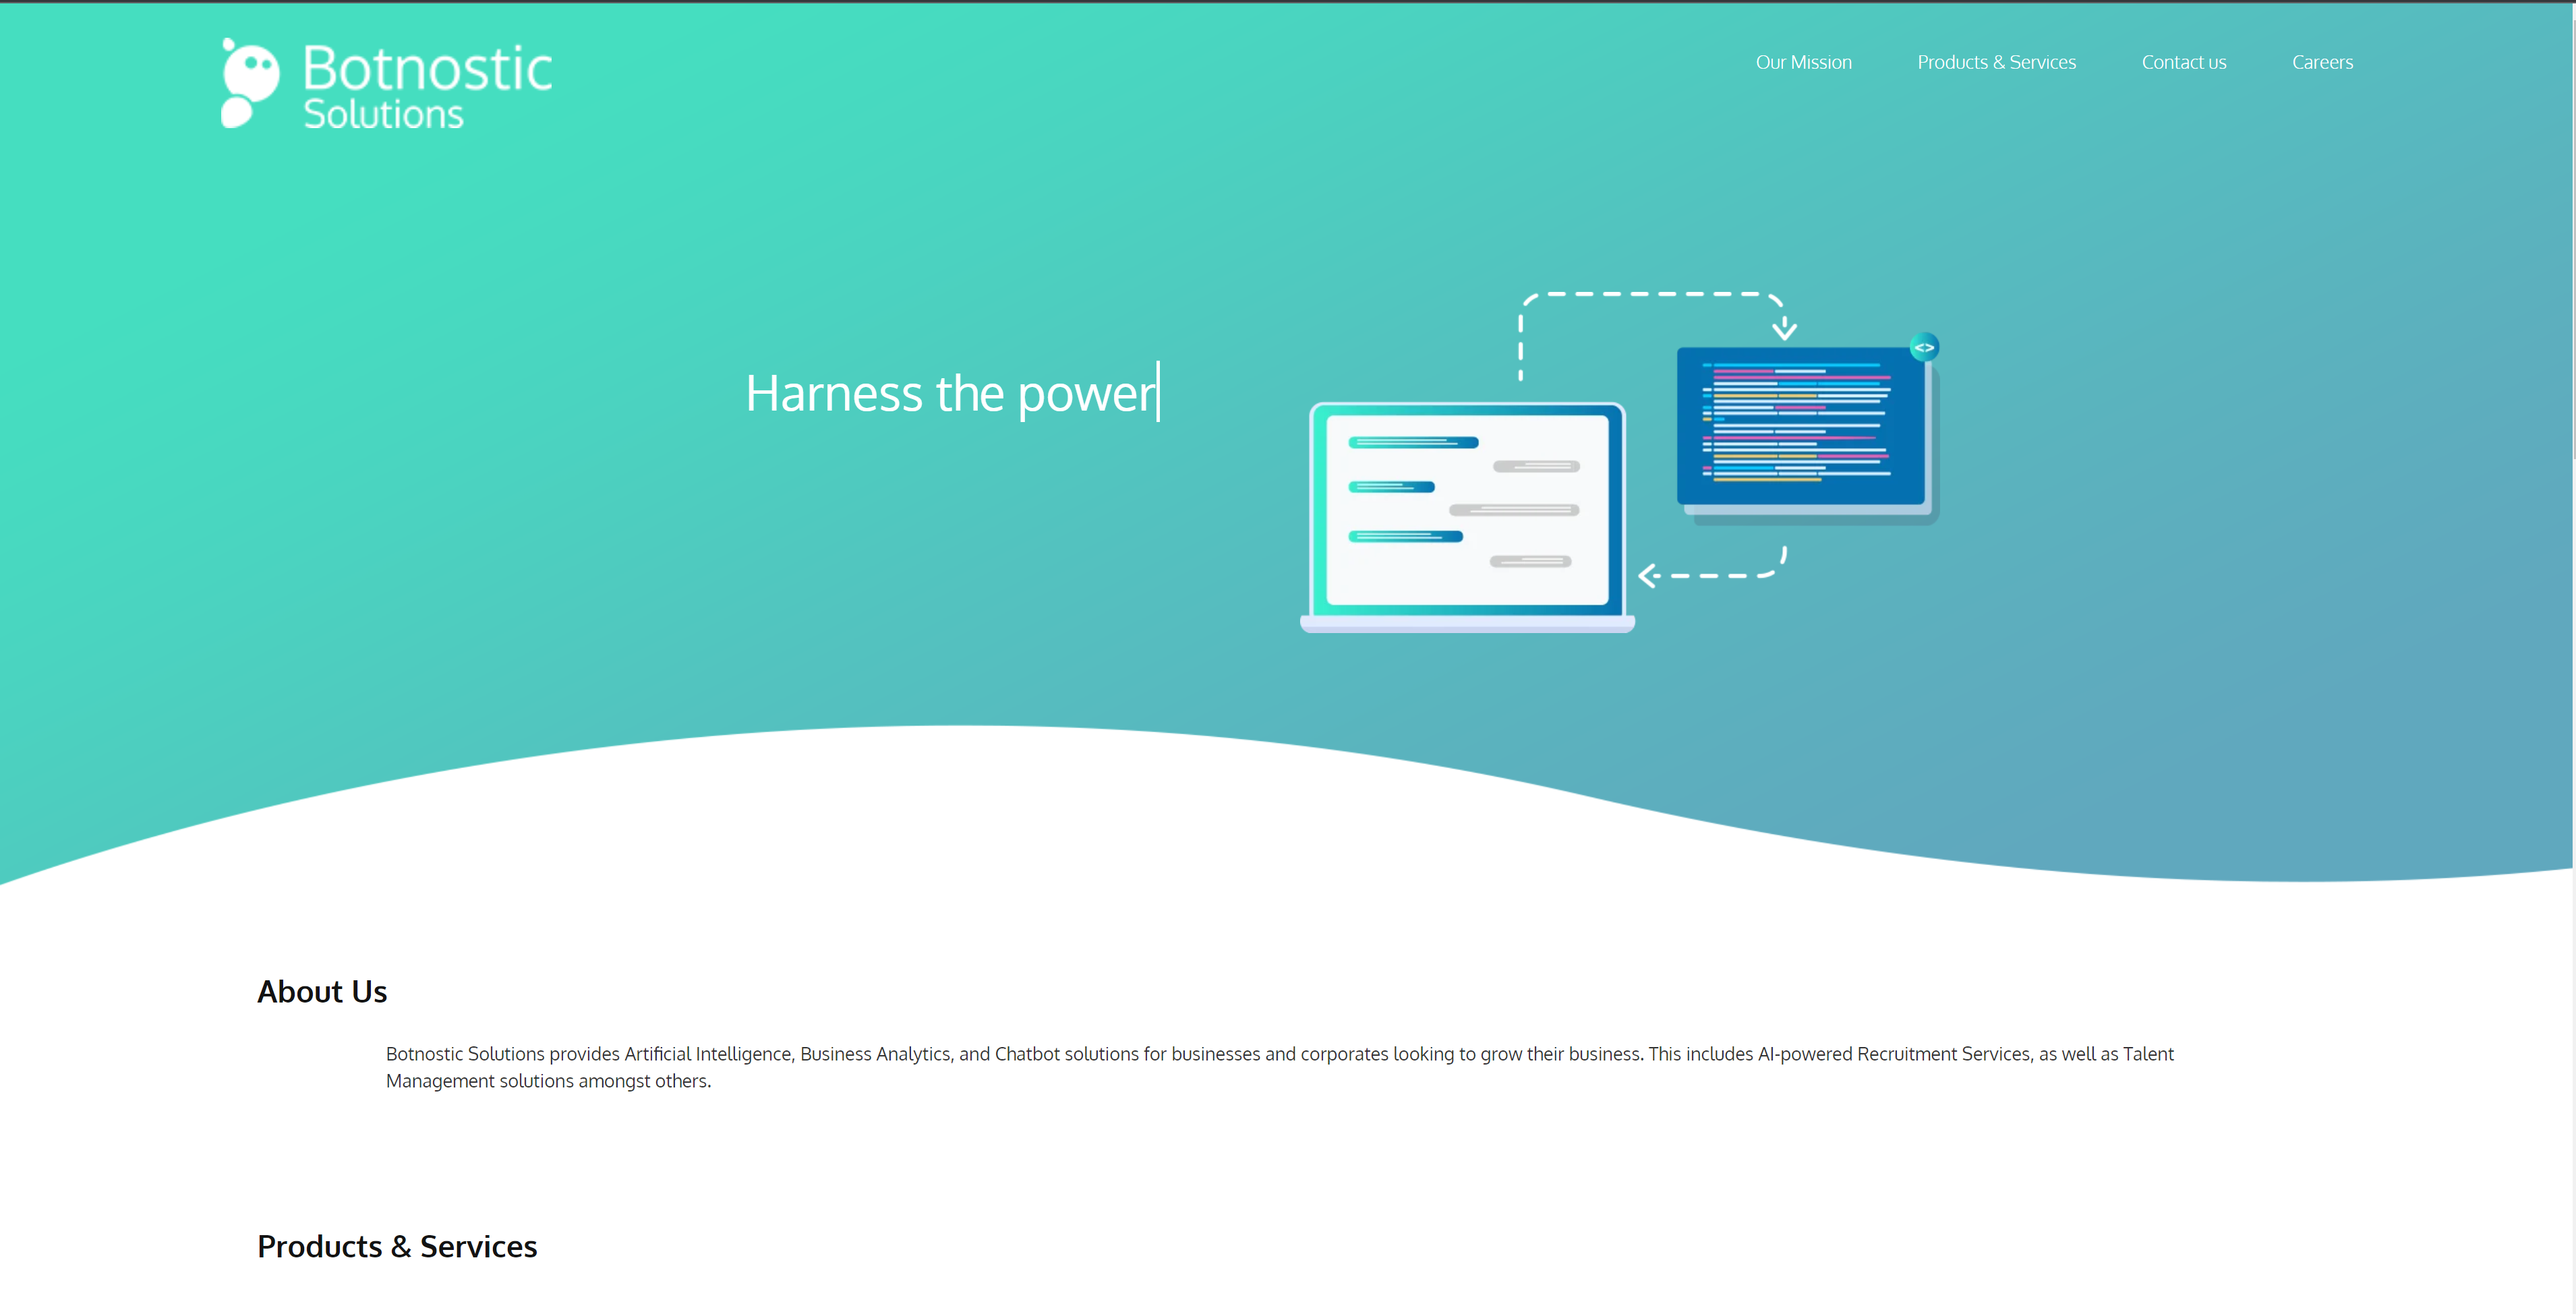 Botnostic
Solutions
Our Mission
Products & Services
Contact us
Careers
Harness the power
<>
About Us
Botnostic Solutions provides Artificial Intelligence, Business Analytics, and Chatbot solutions for businesses and corporates looking to grow their business. This includes AI-powered Recruitment Services, as well as Talent
Management solutions amongst others.
Products & Services